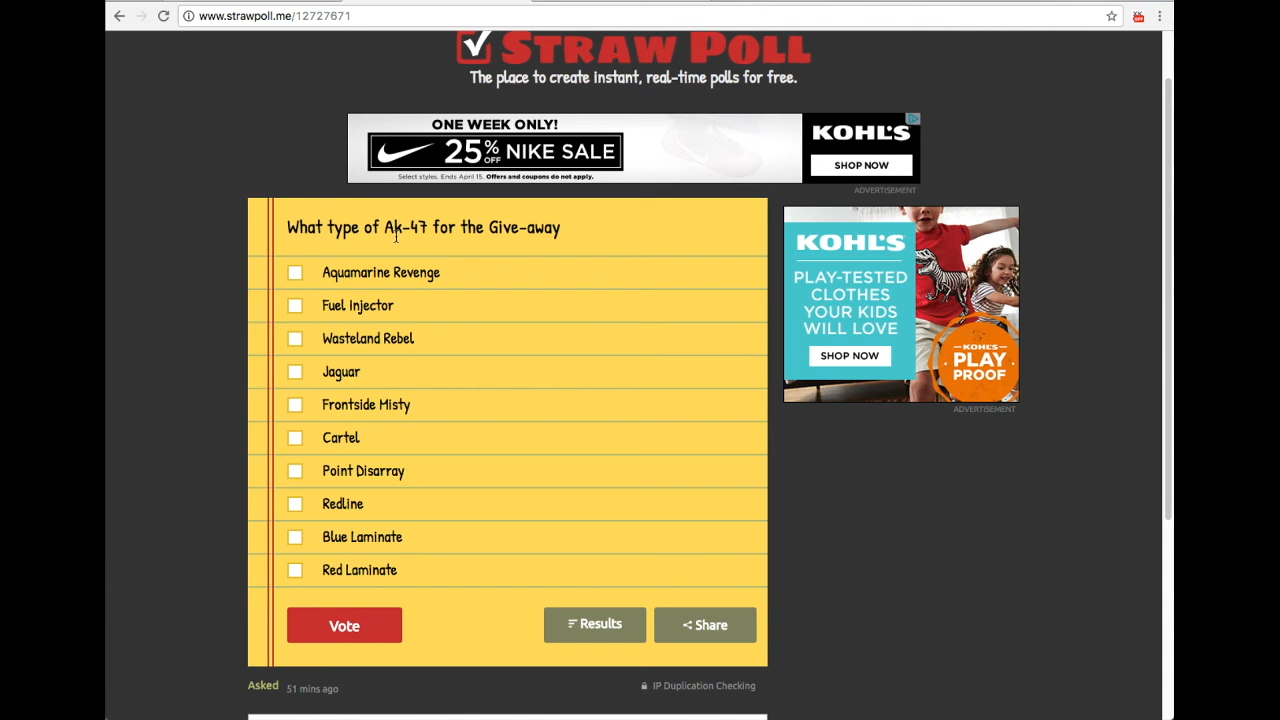 www.strawpoll.me/12727671
STRAW POLL
The place to create instant, real-time polls for free.
ONE WEEK ONLY!
25% OFF NIKE SALE
Select styles. Ends April 15. Offers and coupons do not apply.
KOHL'S
SHOP NOW
ADVERTISEMENT
What type of Ak-47 for the Give-away
Aquamarine Revenge
Fuel Injector
Wasteland Rebel
Jaguar
Frontside Misty
Cartel
Point Disarray
Redline
Blue Laminate
Red Laminate
Vote
Results
Share
Asked 51 mins ago
IP Duplication Checking
KOHL'S
PLAY-TESTED
CLOTHES
YOUR KIDS
WILL LOVE
SHOP NOW
KOHL'S
PLAY
PROOF
ADVERTISEMENT